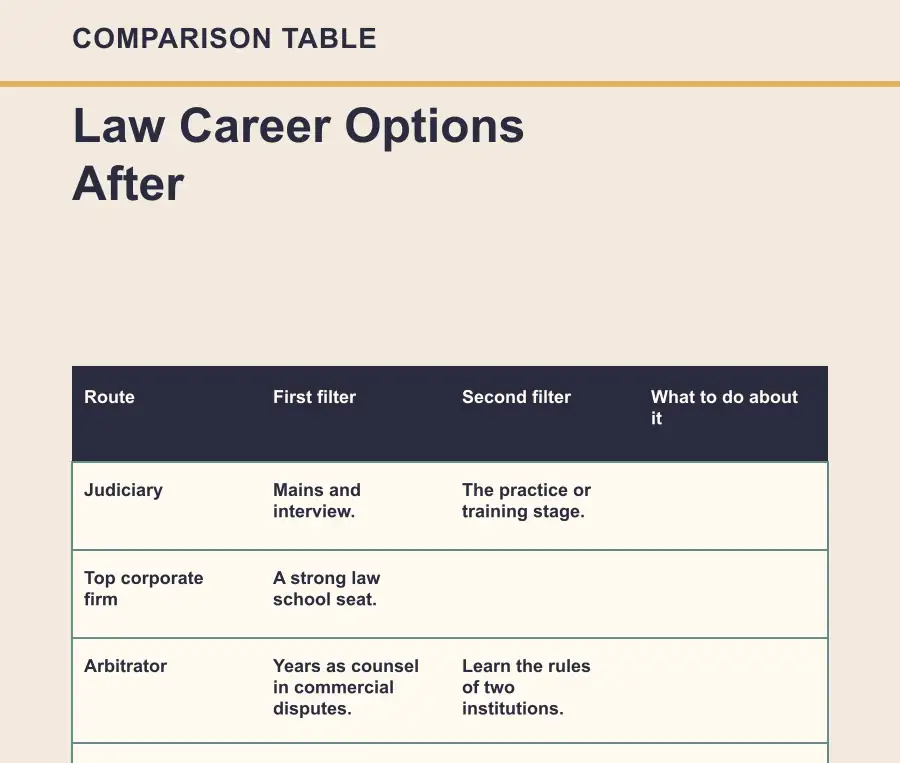 COMPARISON TABLE
Law Career Options
After
Route
First filter
Second filter
What to do about
it
Judiciary
Mains and
interview.
The practice or
training stage.
Top corporate
firm
A strong law
school seat.
Arbitrator
Years as counsel
in commercial
disputes.
Learn the rules
of two
institutions.